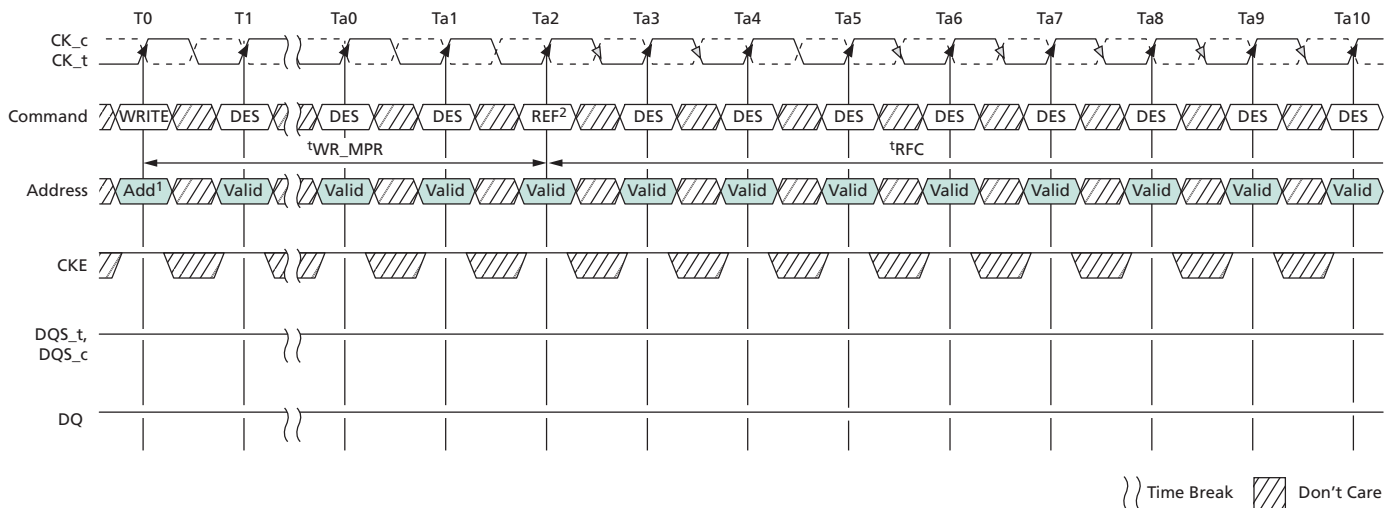 T0 T1 Ta0 Ta1 Ta2 Ta3 Ta4 Ta5 Ta6 Ta7 Ta8 Ta9 Ta10
CK_c
CK_t
Command WRITE DES DES DES REF² DES DES DES DES DES DES DES DES
ᵗWR_MPR ᵗRFC
Address Add¹ Valid Valid Valid Valid Valid Valid Valid Valid Valid Valid Valid Valid
CKE
DQS_t,
DQS_c
DQ
Time Break Don't Care